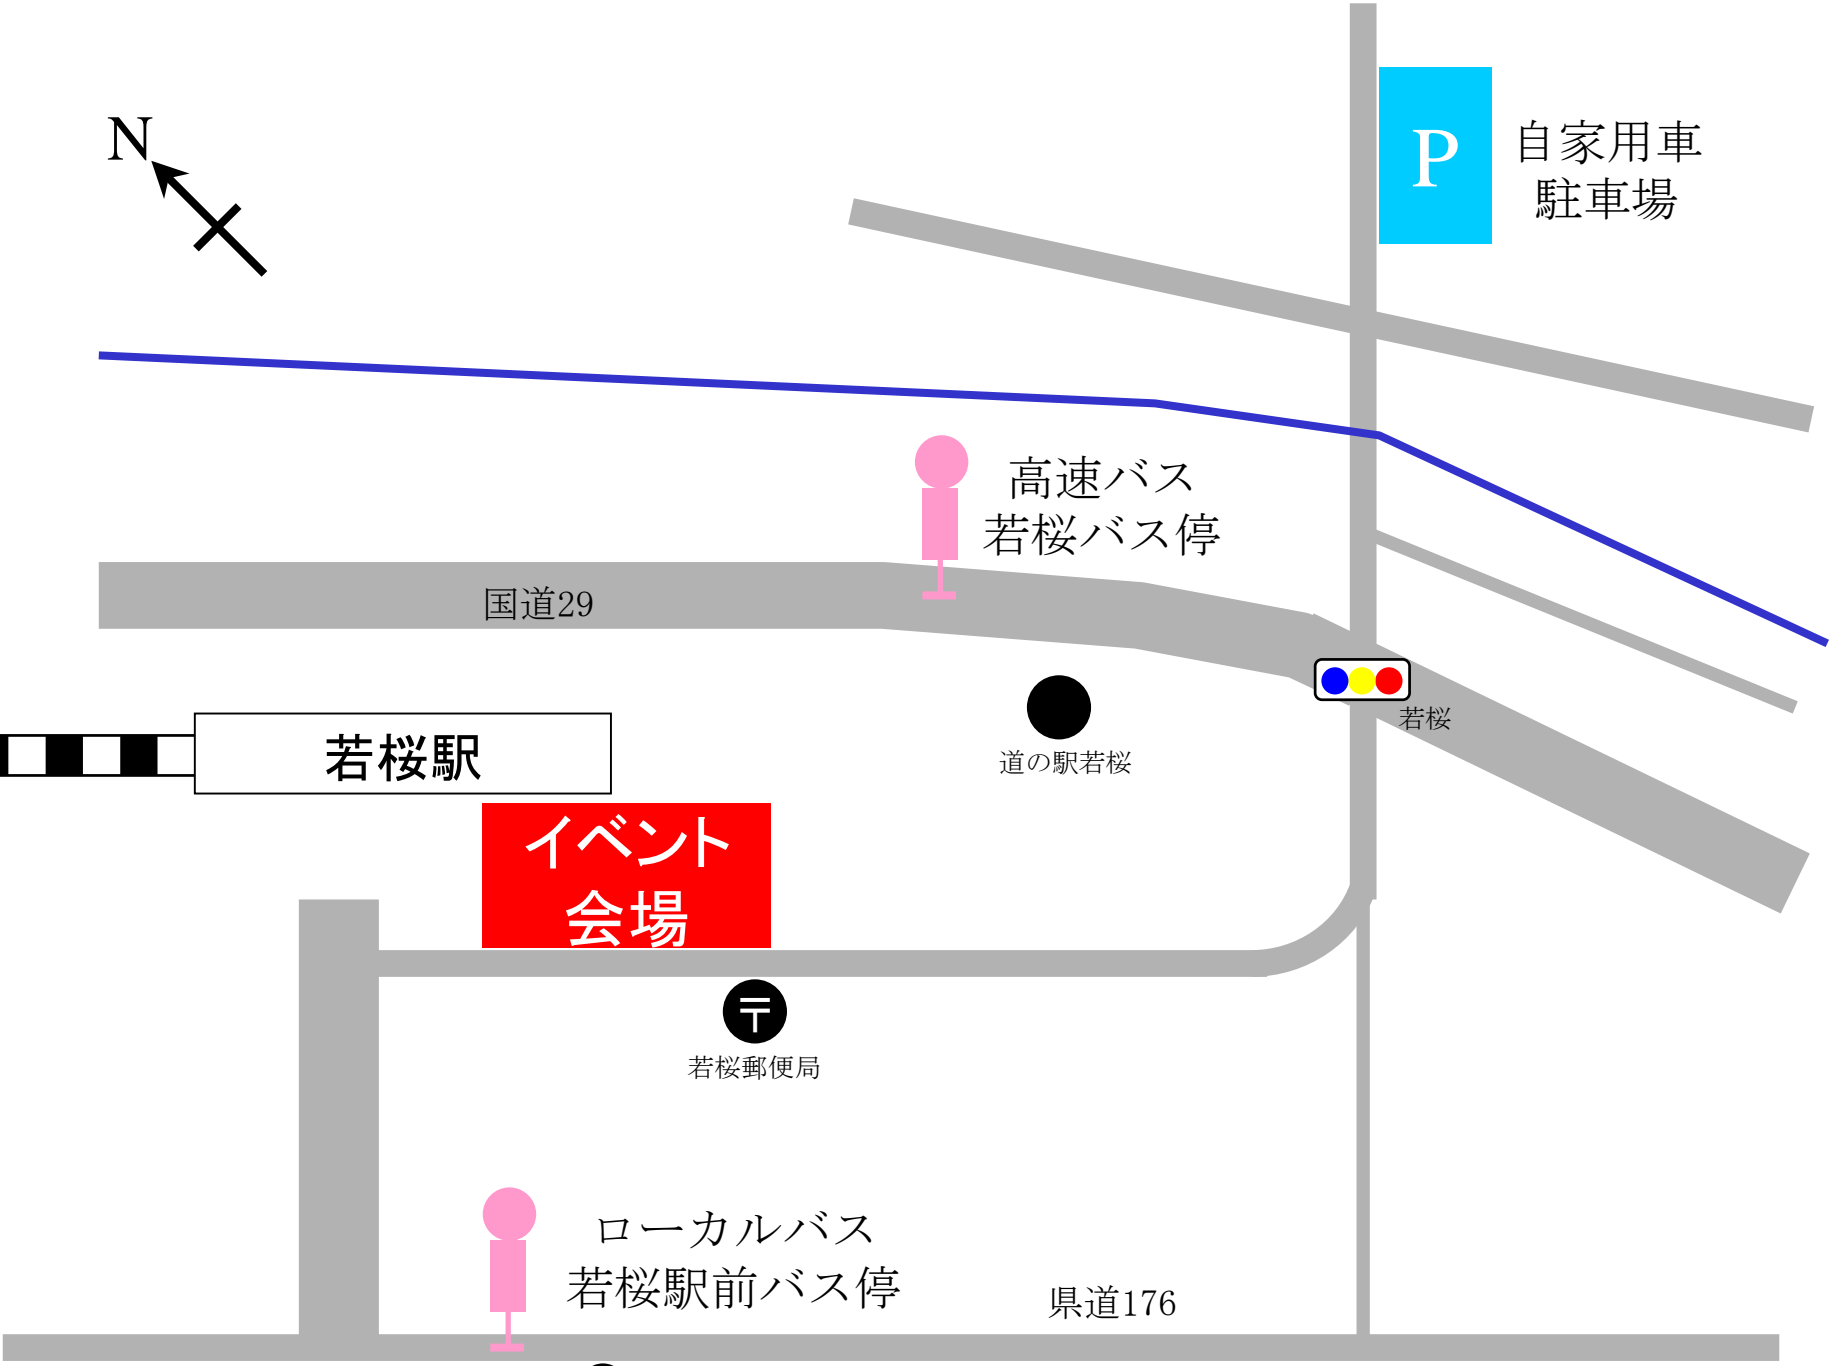 N
P
自家用車
駐車場
高速バス
若桜バス停
国道29
若桜
若桜駅
道の駅若桜
イベント
会場
〒
若桜郵便局
ローカルバス
若桜駅前バス停
県道176